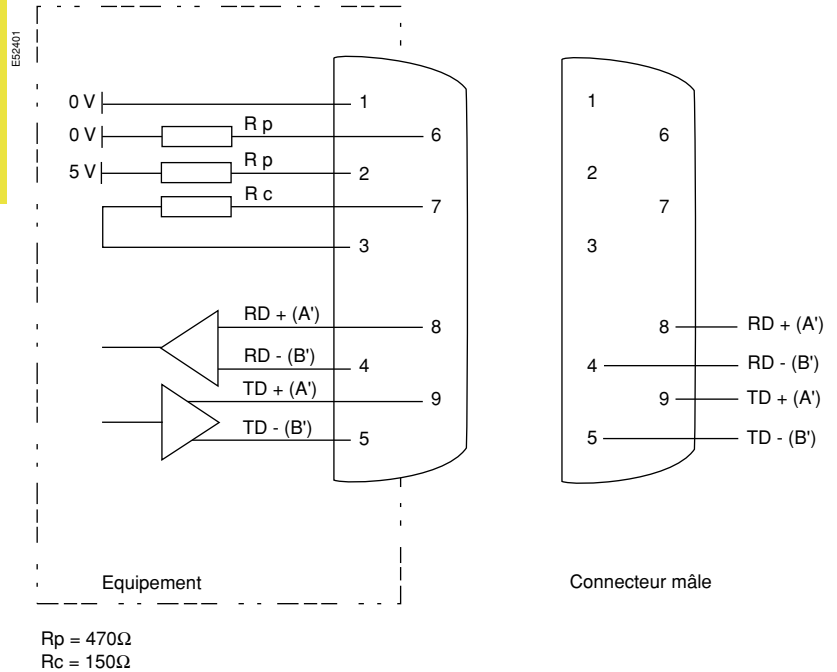 E52401
0 V
1
0 V
R p
6
5 V
R p
2
R c
7
3
RD + (A')
8
RD - (B')
4
TD + (A')
9
TD - (B')
5
Equipement
1
6
2
7
3
8
RD + (A')
4
RD - (B')
9
TD + (A')
5
TD - (B')
Connecteur mâle
Rp = 470Ω
Rc = 150Ω